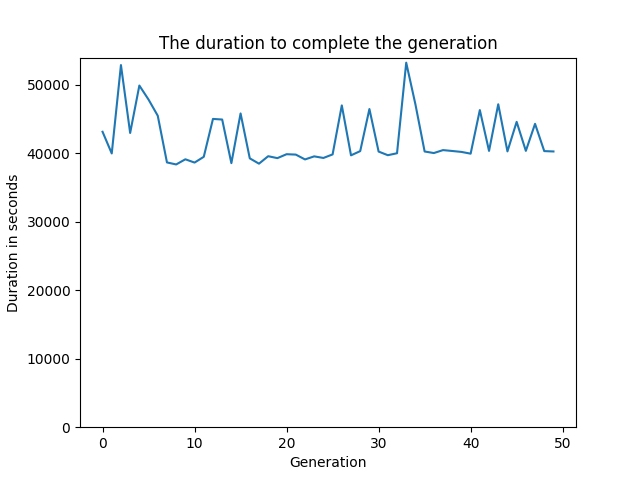 The duration to complete the generation
Duration in seconds
50000
40000
30000
20000
10000
0
0 10 20 30 40 50
Generation